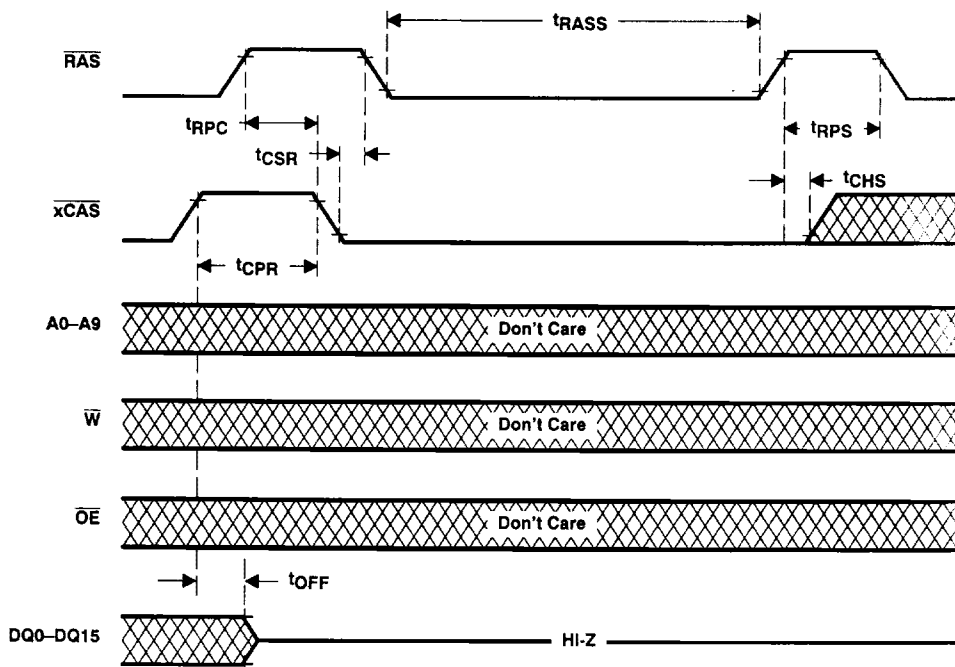 tRASS
RAS
tRPC
tRPS
tCSR
tCHS
xCAS
tCPR
A0–A9
Don't Care
W
Don't Care
OE
Don't Care
tOFF
DQ0–DQ15
HI-Z